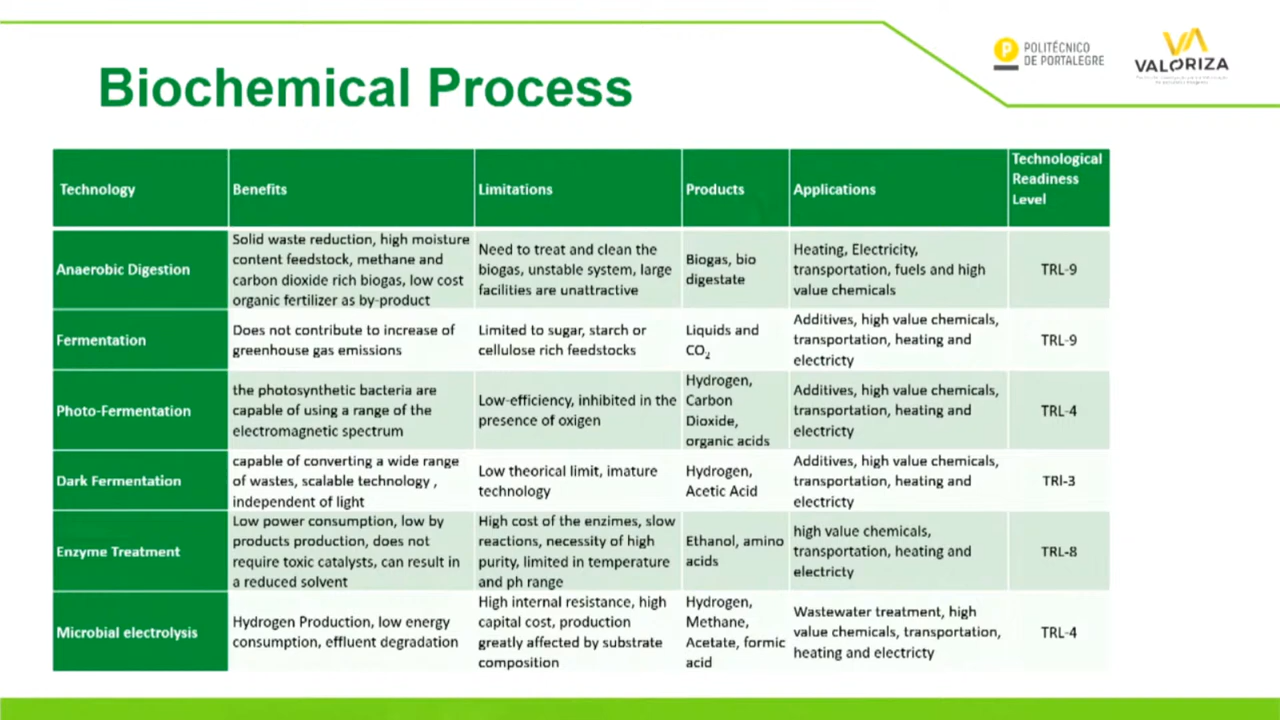 POLITÉCNICO
DE PORTALEGRE
VALORIZA
Biochemical Process
Technology
Benefits
Limitations
Products
Applications
Technological
Readiness
Level
Anaerobic Digestion
Solid waste reduction, high moisture
content feedstock, methane and
carbon dioxide rich biogas, low cost
organic fertilizer as by-product
Need to treat and clean the
biogas, unstable system, large
facilities are unattractive
Biogas, bio
digestate
Heating, Electricity,
transportation, fuels and high
value chemicals
TRL-9
Fermentation
Does not contribute to increase of
greenhouse gas emissions
Limited to sugar, starch or
cellulose rich feedstocks
Liquids and
CO₂
Additives, high value chemicals,
transportation, heating and
electricty
TRL-9
Photo-Fermentation
the photosynthetic bacteria are
capable of using a range of the
electromagnetic spectrum
Low-efficiency, inhibited in the
presence of oxigen
Hydrogen,
Carbon
Dioxide,
organic acids
Additives, high value chemicals,
transportation, heating and
electricty
TRL-4
Dark Fermentation
capable of converting a wide range
of wastes, scalable technology ,
independent of light
Low theorical limit, imature
technology
Hydrogen,
Acetic Acid
Additives, high value chemicals,
transportation, heating and
electricty
TRl-3
Enzyme Treatment
Low power consumption, low by
products production, does not
require toxic catalysts, can result in
a reduced solvent
High cost of the enzimes, slow
reactions, necessity of high
purity, limited in temperature
and ph range
Ethanol, amino
acids
high value chemicals,
transportation, heating and
electricty
TRL-8
Microbial electrolysis
Hydrogen Production, low energy
consumption, effluent degradation
High internal resistance, high
capital cost, production
greatly affected by substrate
composition
Hydrogen,
Methane,
Acetate, formic
acid
Wastewater treatment, high
value chemicals, transportation,
heating and electricty
TRL-4